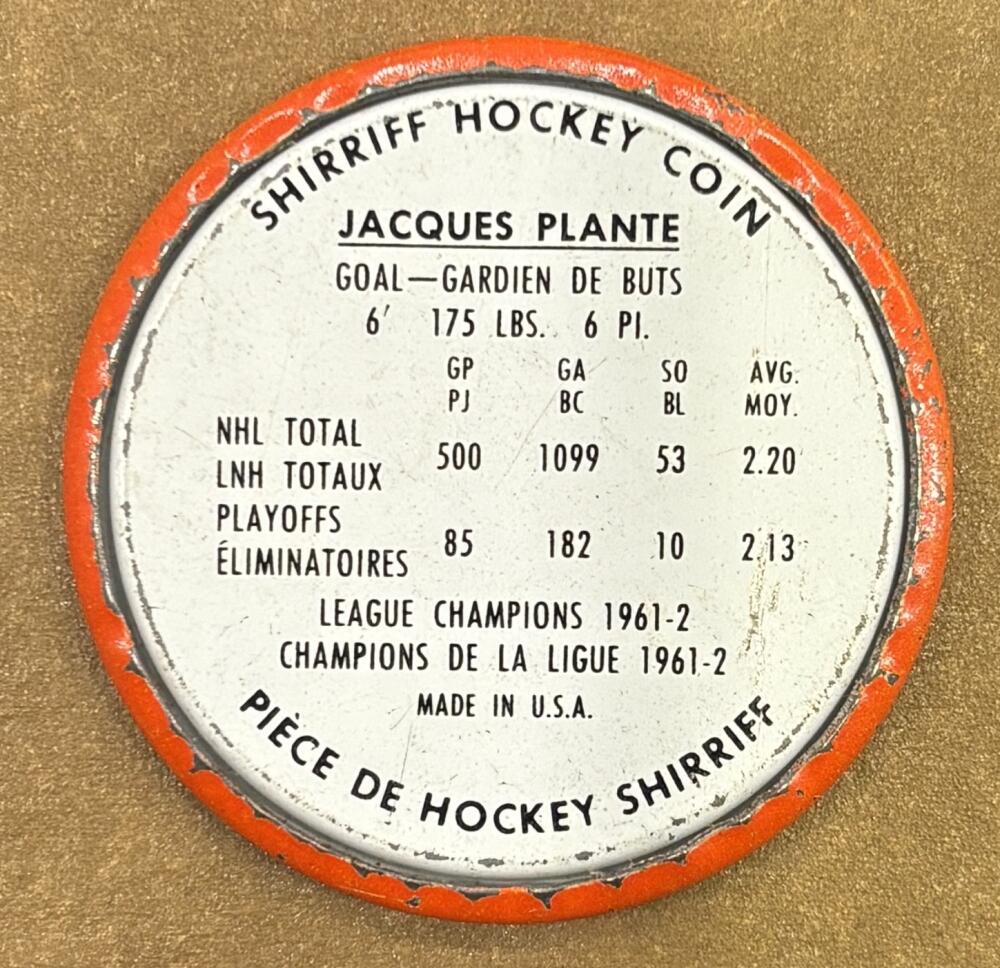 SHIRRIFF HOCKEY COIN
JACQUES PLANTE
GOAL—GARDIEN DE BUTS
6′ 175 LBS. 6 PI.
GP GA SO AVG.
PJ BC BL MOY.
NHL TOTAL
LNH TOTAUX 500 1099 53 2.20
PLAYOFFS
ÉLIMINATOIRES 85 182 10 2.13
LEAGUE CHAMPIONS 1961-2
CHAMPIONS DE LA LIGUE 1961-2
MADE IN U.S.A.
PIÈCE DE HOCKEY SHIRRIFF